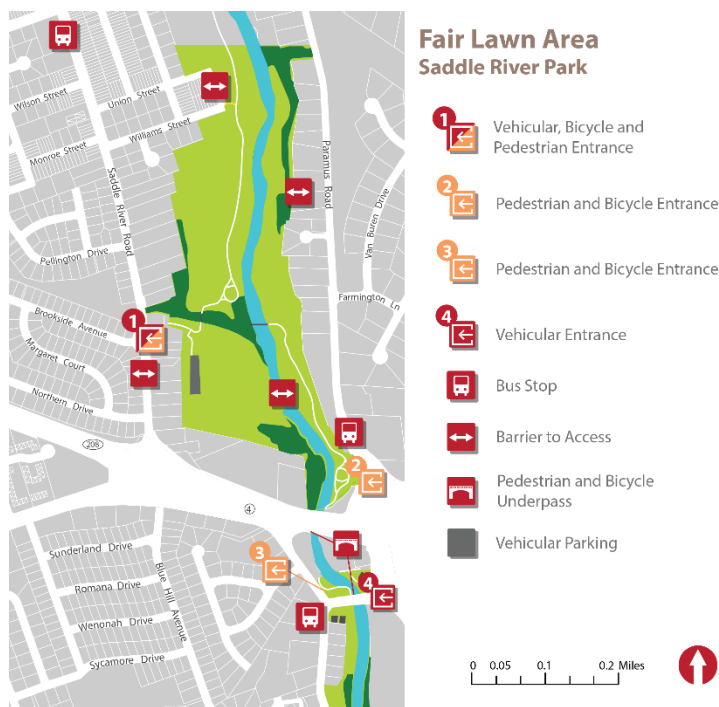 Fair Lawn Area
Saddle River Park
1
Vehicular, Bicycle and
Pedestrian Entrance
2
Pedestrian and Bicycle Entrance
3
Pedestrian and Bicycle Entrance
4
Vehicular Entrance
Bus Stop
Barrier to Access
Pedestrian and Bicycle
Underpass
Vehicular Parking
0 0.05 0.1 0.2 Miles
Wilson Street
Union Street
Williams Street
Monroe Street
Saddle River Road
Paramus Road
Van Buren Drive
Pellington Drive
Farmington Ln
Brookside Avenue
1
Margaret Court
Northern Drive
208
2
4
Sunderland Drive
3
Romana Drive
Blue Hill Avenue
4
Wenonah Drive
Sycamore Drive